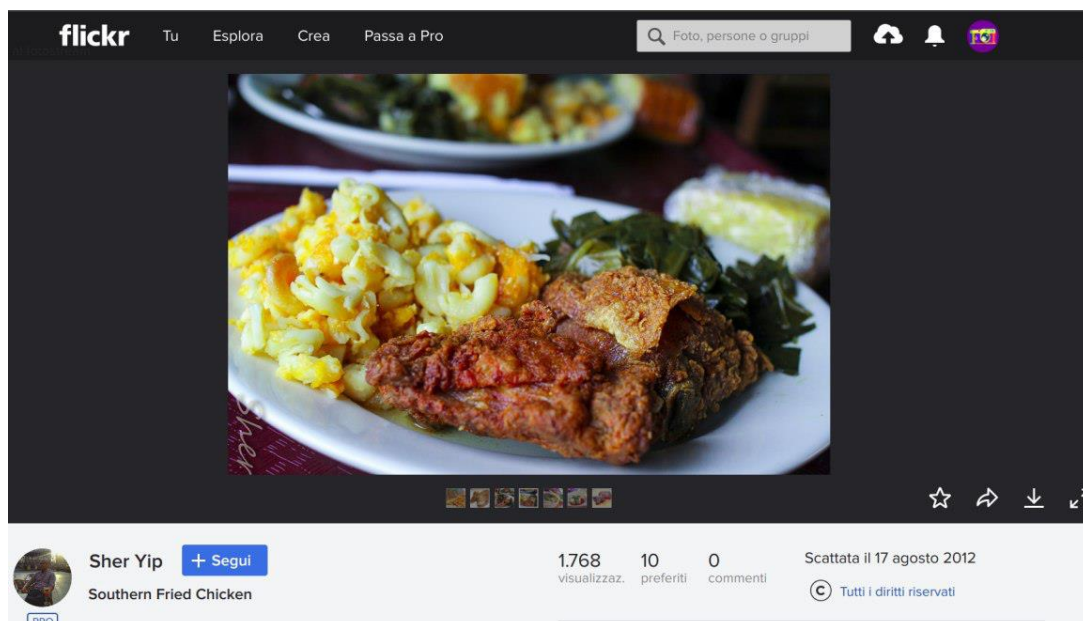 flickr Tu Esplora Crea Passa a Pro Foto, persone o gruppi
Sher
Sher Yip + Segui
Southern Fried Chicken
PRO
1.768 10 0
visualizzaz. preferiti commenti
Scattata il 17 agosto 2012
© Tutti i diritti riservati